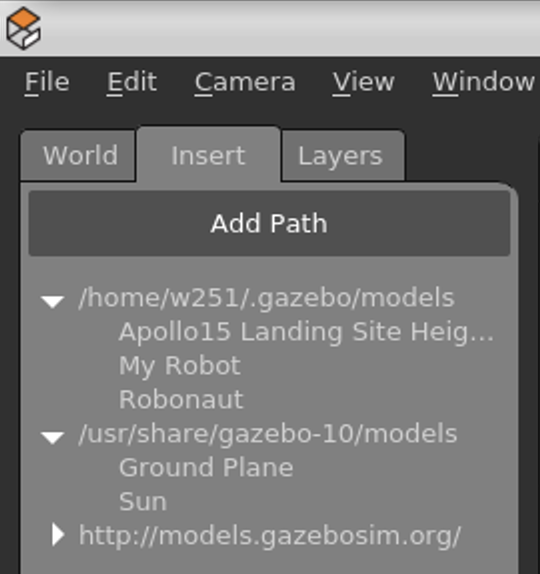 File Edit Camera View Window
World Insert Layers
Add Path
/home/w251/.gazebo/models
Apollo15 Landing Site Heig...
My Robot
Robonaut
/usr/share/gazebo-10/models
Ground Plane
Sun
http://models.gazebosim.org/